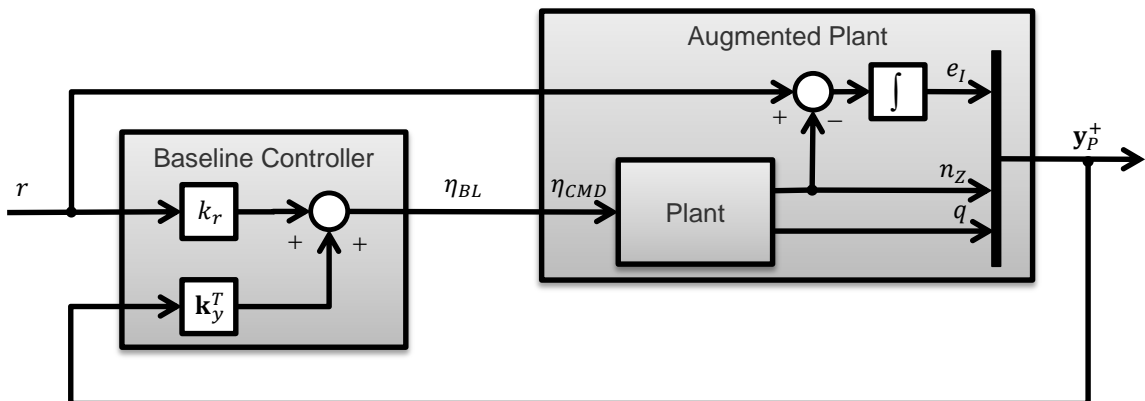 Augmented Plant
e_I
∫
+
−
Baseline Controller
𝐲_P^+
r
k_r
η_BL
η_CMD
Plant
n_Z
q
+
+
𝐤_y^T